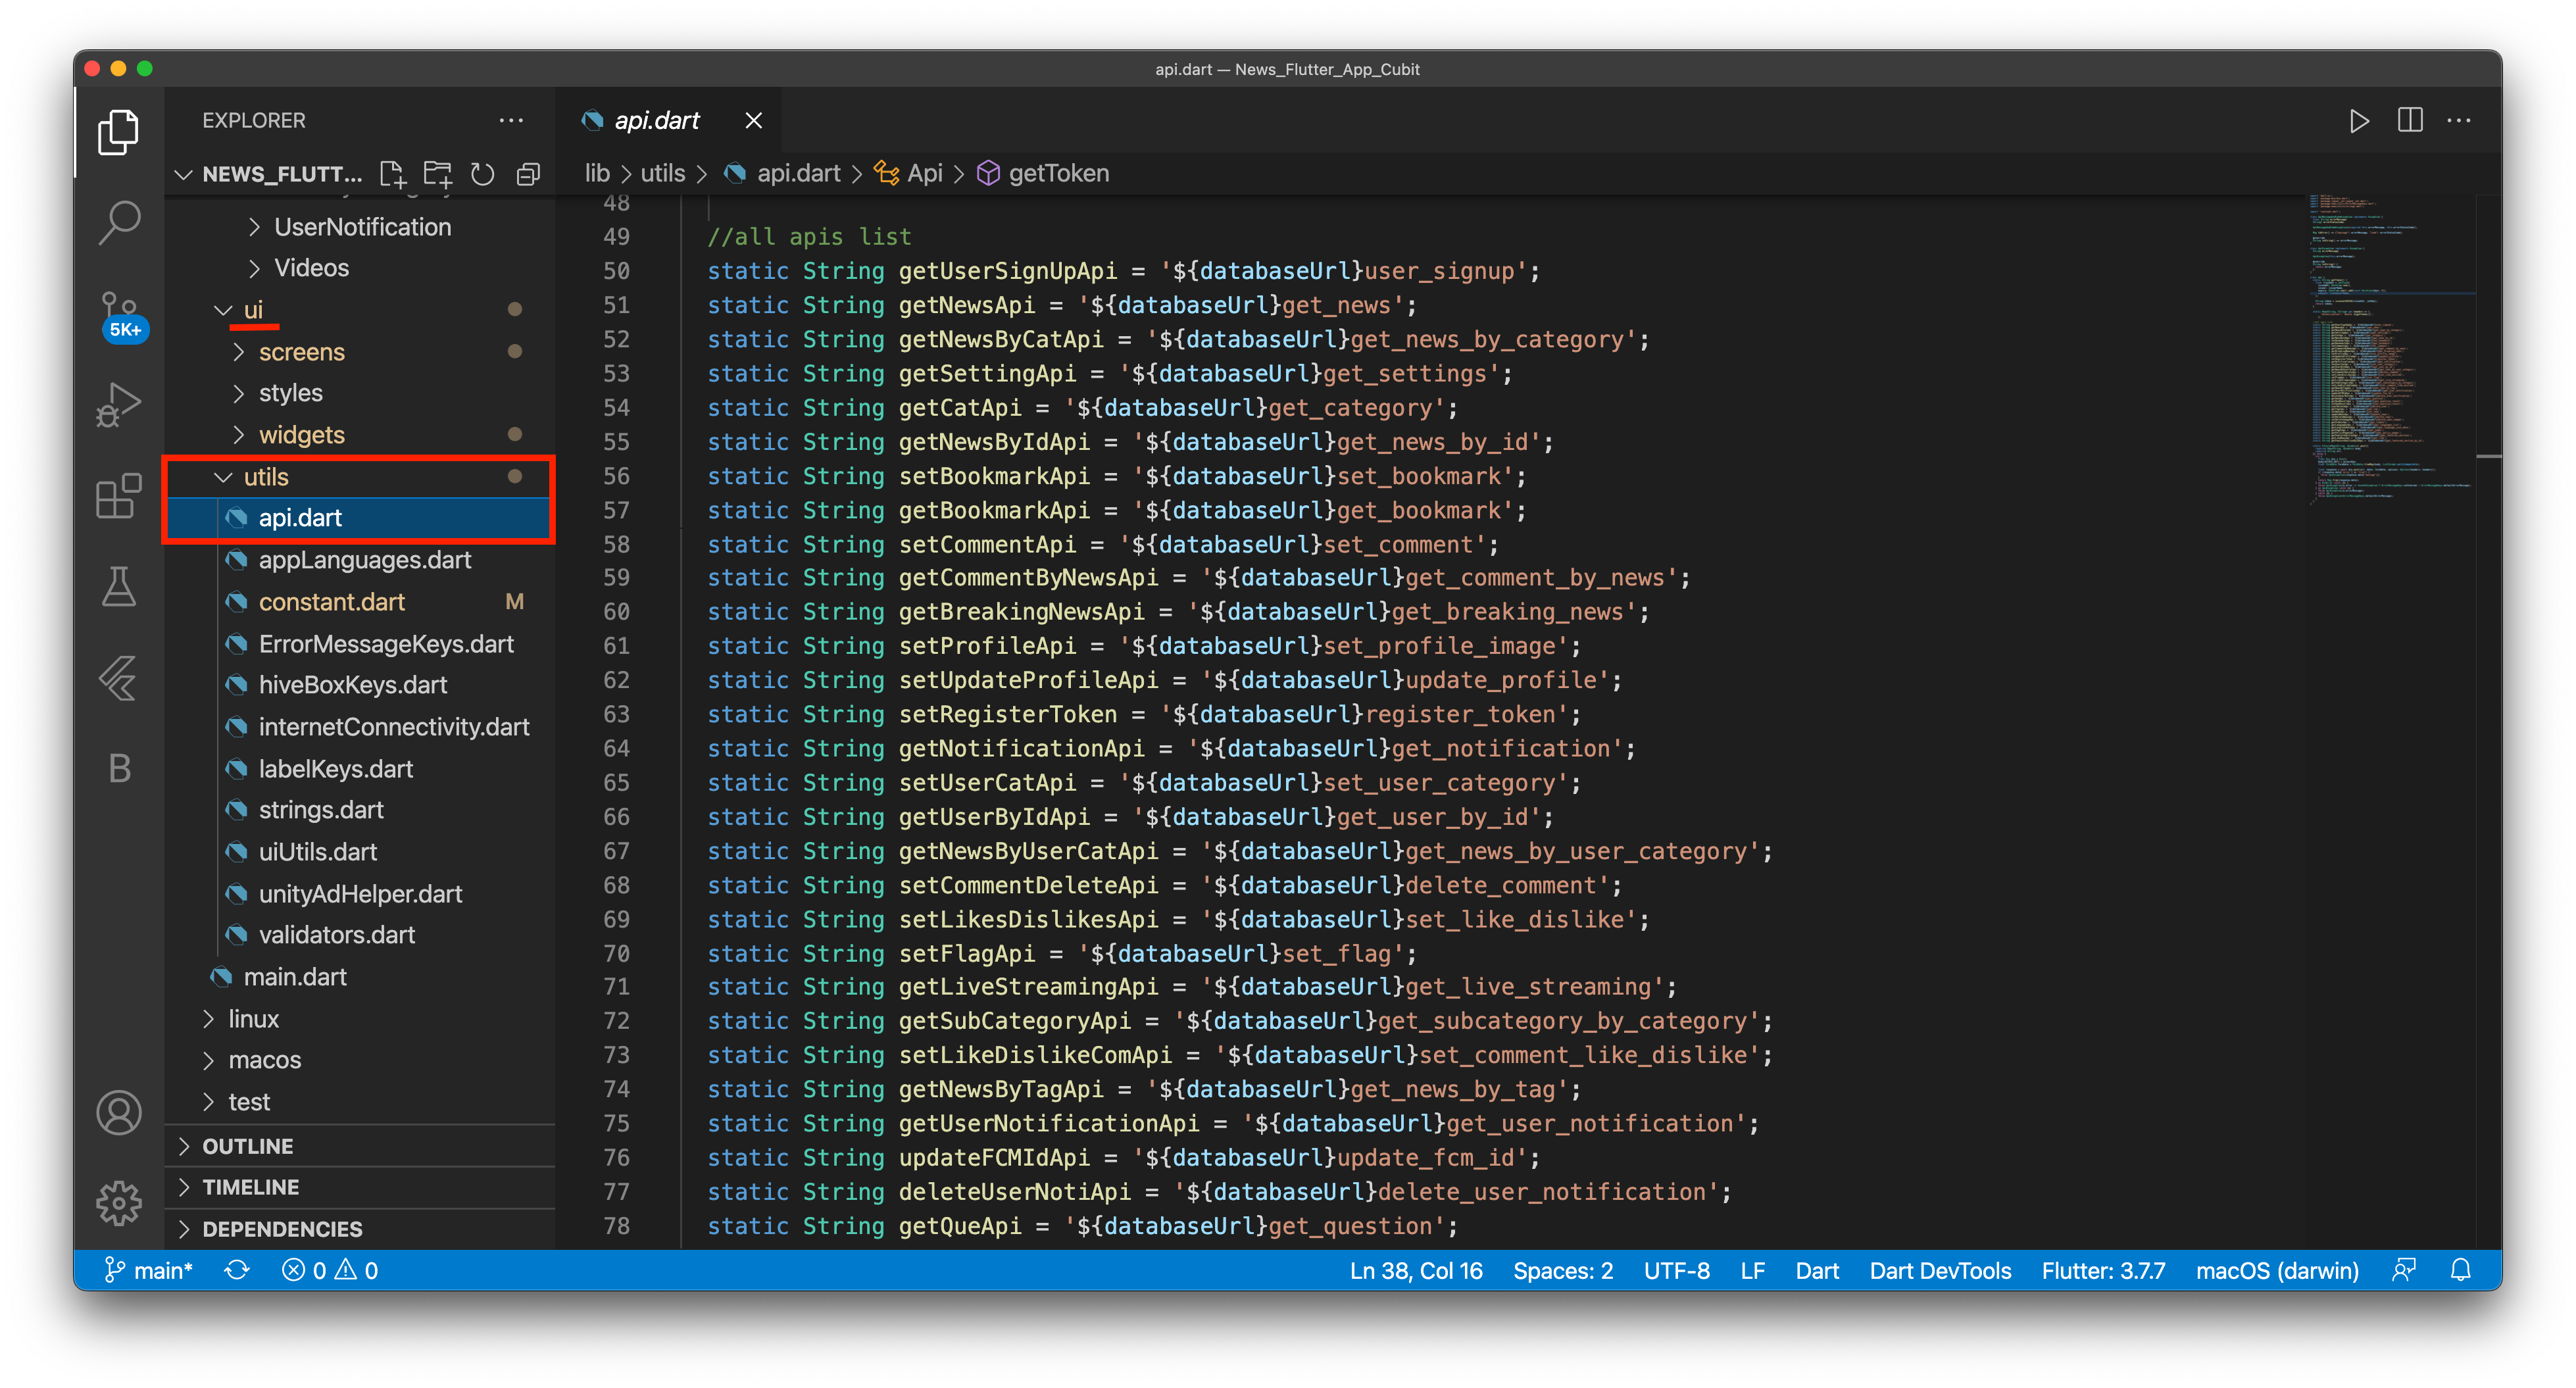 api.dart — News_Flutter_App_Cubit
EXPLORER
NEWS_FLUTT...
UserNotification
Videos
ui
screens
styles
widgets
utils
api.dart
appLanguages.dart
constant.dart M
ErrorMessageKeys.dart
hiveBoxKeys.dart
internetConnectivity.dart
labelKeys.dart
strings.dart
uiUtils.dart
unityAdHelper.dart
validators.dart
main.dart
linux
macos
test
OUTLINE
TIMELINE
DEPENDENCIES
5K+
B
api.dart
lib > utils > api.dart > Api > getToken
48
49 //all apis list
50 static String getUserSignUpApi = '${databaseUrl}user_signup';
51 static String getNewsApi = '${databaseUrl}get_news';
52 static String getNewsByCatApi = '${databaseUrl}get_news_by_category';
53 static String getSettingApi = '${databaseUrl}get_settings';
54 static String getCatApi = '${databaseUrl}get_category';
55 static String getNewsByIdApi = '${databaseUrl}get_news_by_id';
56 static String setBookmarkApi = '${databaseUrl}set_bookmark';
57 static String getBookmarkApi = '${databaseUrl}get_bookmark';
58 static String setCommentApi = '${databaseUrl}set_comment';
59 static String getCommentByNewsApi = '${databaseUrl}get_comment_by_news';
60 static String getBreakingNewsApi = '${databaseUrl}get_breaking_news';
61 static String setProfileApi = '${databaseUrl}set_profile_image';
62 static String setUpdateProfileApi = '${databaseUrl}update_profile';
63 static String setRegisterToken = '${databaseUrl}register_token';
64 static String getNotificationApi = '${databaseUrl}get_notification';
65 static String setUserCatApi = '${databaseUrl}set_user_category';
66 static String getUserByIdApi = '${databaseUrl}get_user_by_id';
67 static String getNewsByUserCatApi = '${databaseUrl}get_news_by_user_category';
68 static String setCommentDeleteApi = '${databaseUrl}delete_comment';
69 static String setLikesDislikesApi = '${databaseUrl}set_like_dislike';
70 static String setFlagApi = '${databaseUrl}set_flag';
71 static String getLiveStreamingApi = '${databaseUrl}get_live_streaming';
72 static String getSubCategoryApi = '${databaseUrl}get_subcategory_by_category';
73 static String setLikeDislikeComApi = '${databaseUrl}set_comment_like_dislike';
74 static String getNewsByTagApi = '${databaseUrl}get_news_by_tag';
75 static String getUserNotificationApi = '${databaseUrl}get_user_notification';
76 static String updateFCMIdApi = '${databaseUrl}update_fcm_id';
77 static String deleteUserNotiApi = '${databaseUrl}delete_user_notification';
78 static String getQueApi = '${databaseUrl}get_question';
main* 0 0 Ln 38, Col 16 Spaces: 2 UTF-8 LF Dart Dart DevTools Flutter: 3.7.7 macOS (darwin)